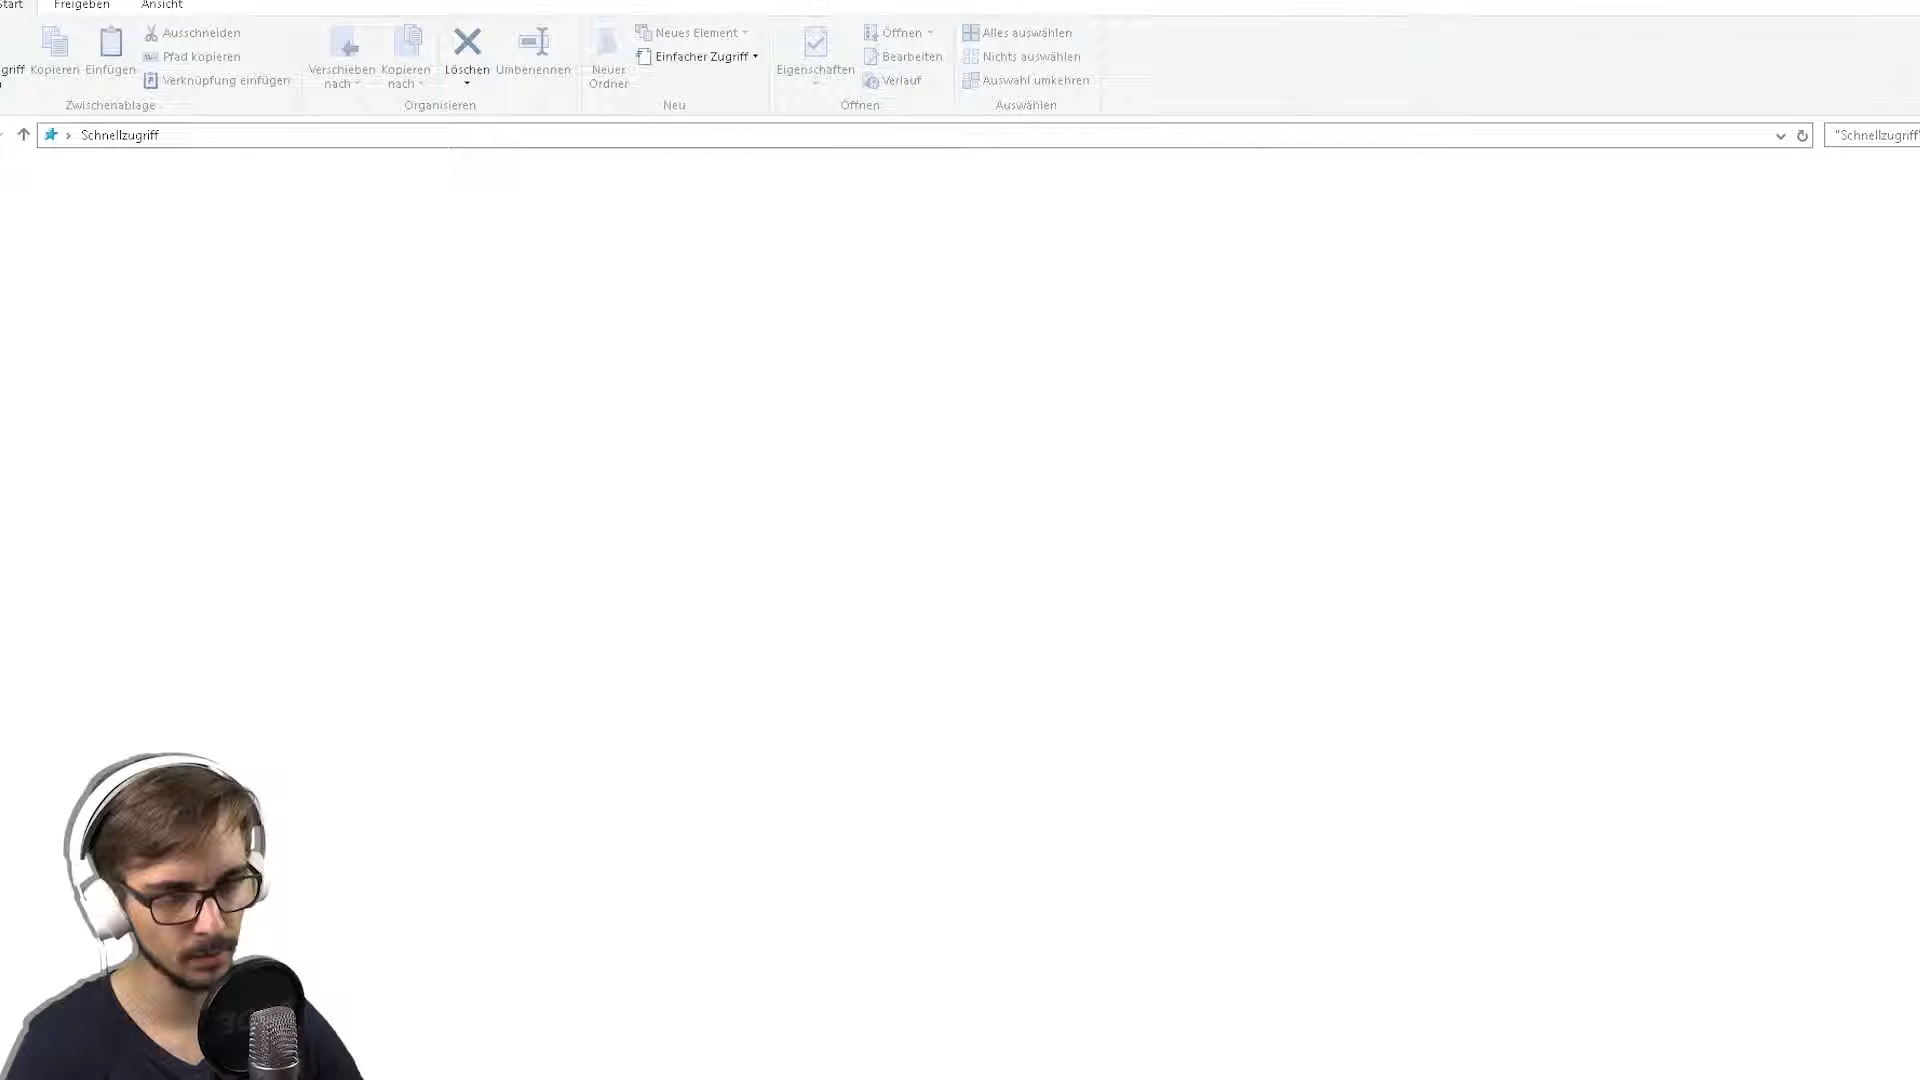 Start Freigeben Ansicht
Ausschneiden
Pfad kopieren
Verknüpfung einfügen
griff Kopieren Einfügen
Zwischenablage
Verschieben nach
Kopieren nach
Löschen
Umbenennen
Organisieren
Neuer
Ordner
Neues Element
Einfacher Zugriff
Neu
Eigenschaften
Öffnen
Bearbeiten
Verlauf
Öffnen
Alles auswählen
Nichts auswählen
Auswahl umkehren
Auswählen
Schnellzugriff
"Schnellzugriff"